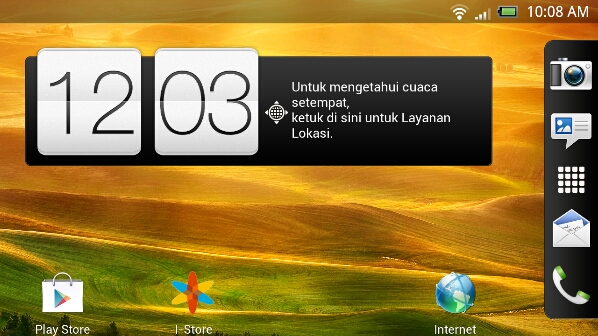 10:08 AM
12 03
Untuk mengetahui cuaca
setempat,
ketuk di sini untuk Layanan
Lokasi.
Play Store
I-Store
Internet